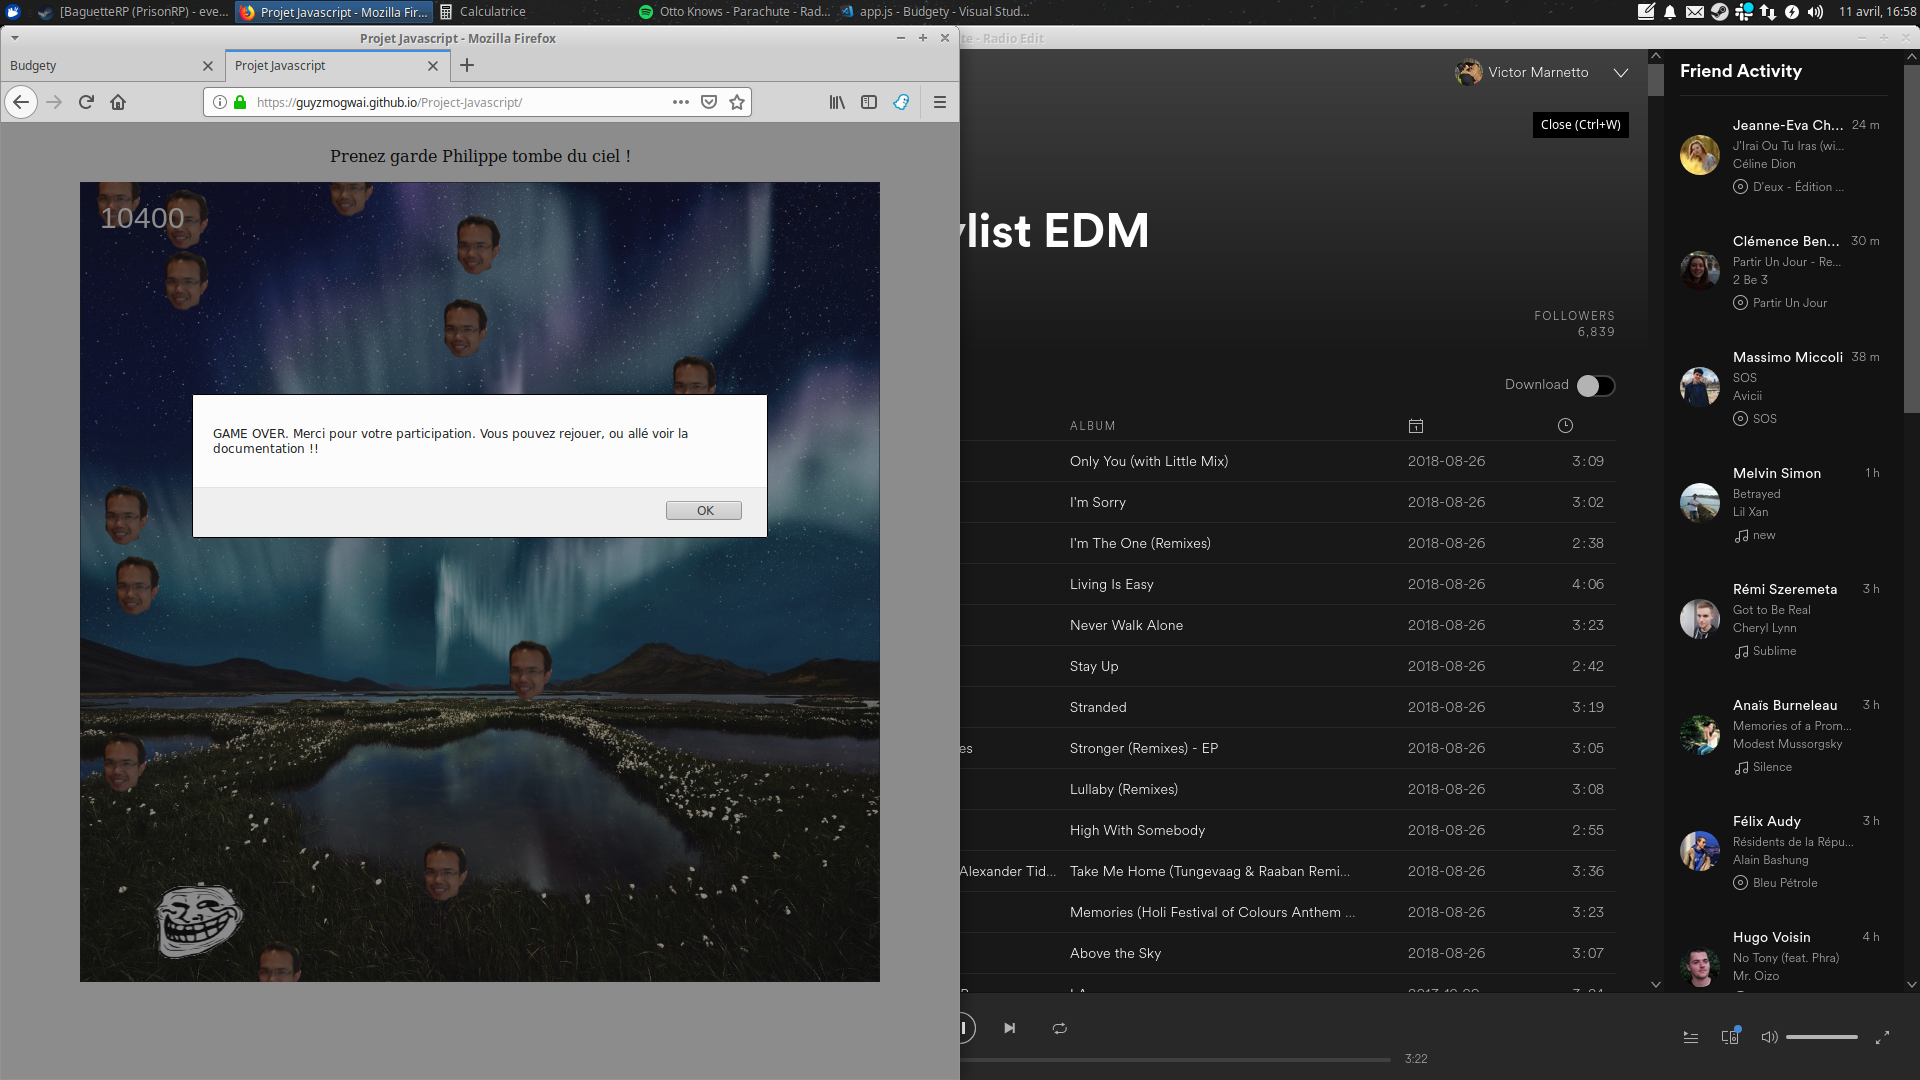 [BaguetteRP (PrisonRP) - eve...
Projet Javascript - Mozilla Fir...
Calculatrice
Otto Knows - Parachute - Rad...
app.js - Budgety - Visual Stud...
11 avril, 16:58
Projet Javascript - Mozilla Firefox
te - Radio Edit
Budgety
Projet Javascript
https://guyzmogwai.github.io/Project-Javascript/
Prenez garde Philippe tombe du ciel !
10400
GAME OVER. Merci pour votre participation. Vous pouvez rejouer, ou allé voir la
documentation !!
OK
Victor Marnetto
Close (Ctrl+W)
ylist EDM
FOLLOWERS
6,839
Download
ALBUM
Only You (with Little Mix) 2018-08-26 3:09
I'm Sorry 2018-08-26 3:02
I'm The One (Remixes) 2018-08-26 2:38
Living Is Easy 2018-08-26 4:06
Never Walk Alone 2018-08-26 3:23
Stay Up 2018-08-26 2:42
Stranded 2018-08-26 3:19
es Stronger (Remixes) - EP 2018-08-26 3:05
Lullaby (Remixes) 2018-08-26 3:08
High With Somebody 2018-08-26 2:55
Alexander Tid... Take Me Home (Tungevaag & Raaban Remi... 2018-08-26 3:36
Memories (Holi Festival of Colours Anthem ... 2018-08-26 3:23
Above the Sky 2018-08-26 3:07
3:22
Friend Activity
Jeanne-Eva Ch... 24 m
J'Irai Ou Tu Iras (wi...
Céline Dion
D'eux - Édition ...
Clémence Ben... 30 m
Partir Un Jour - Re...
2 Be 3
Partir Un Jour
Massimo Miccoli 38 m
SOS
Avicii
SOS
Melvin Simon 1 h
Betrayed
Lil Xan
new
Rémi Szeremeta 3 h
Got to Be Real
Cheryl Lynn
Sublime
Anaïs Burneleau 3 h
Memories of a Prom...
Modest Mussorgsky
Silence
Félix Audy 3 h
Résidents de la Répu...
Alain Bashung
Bleu Pétrole
Hugo Voisin 4 h
No Tony (feat. Phra)
Mr. Oizo